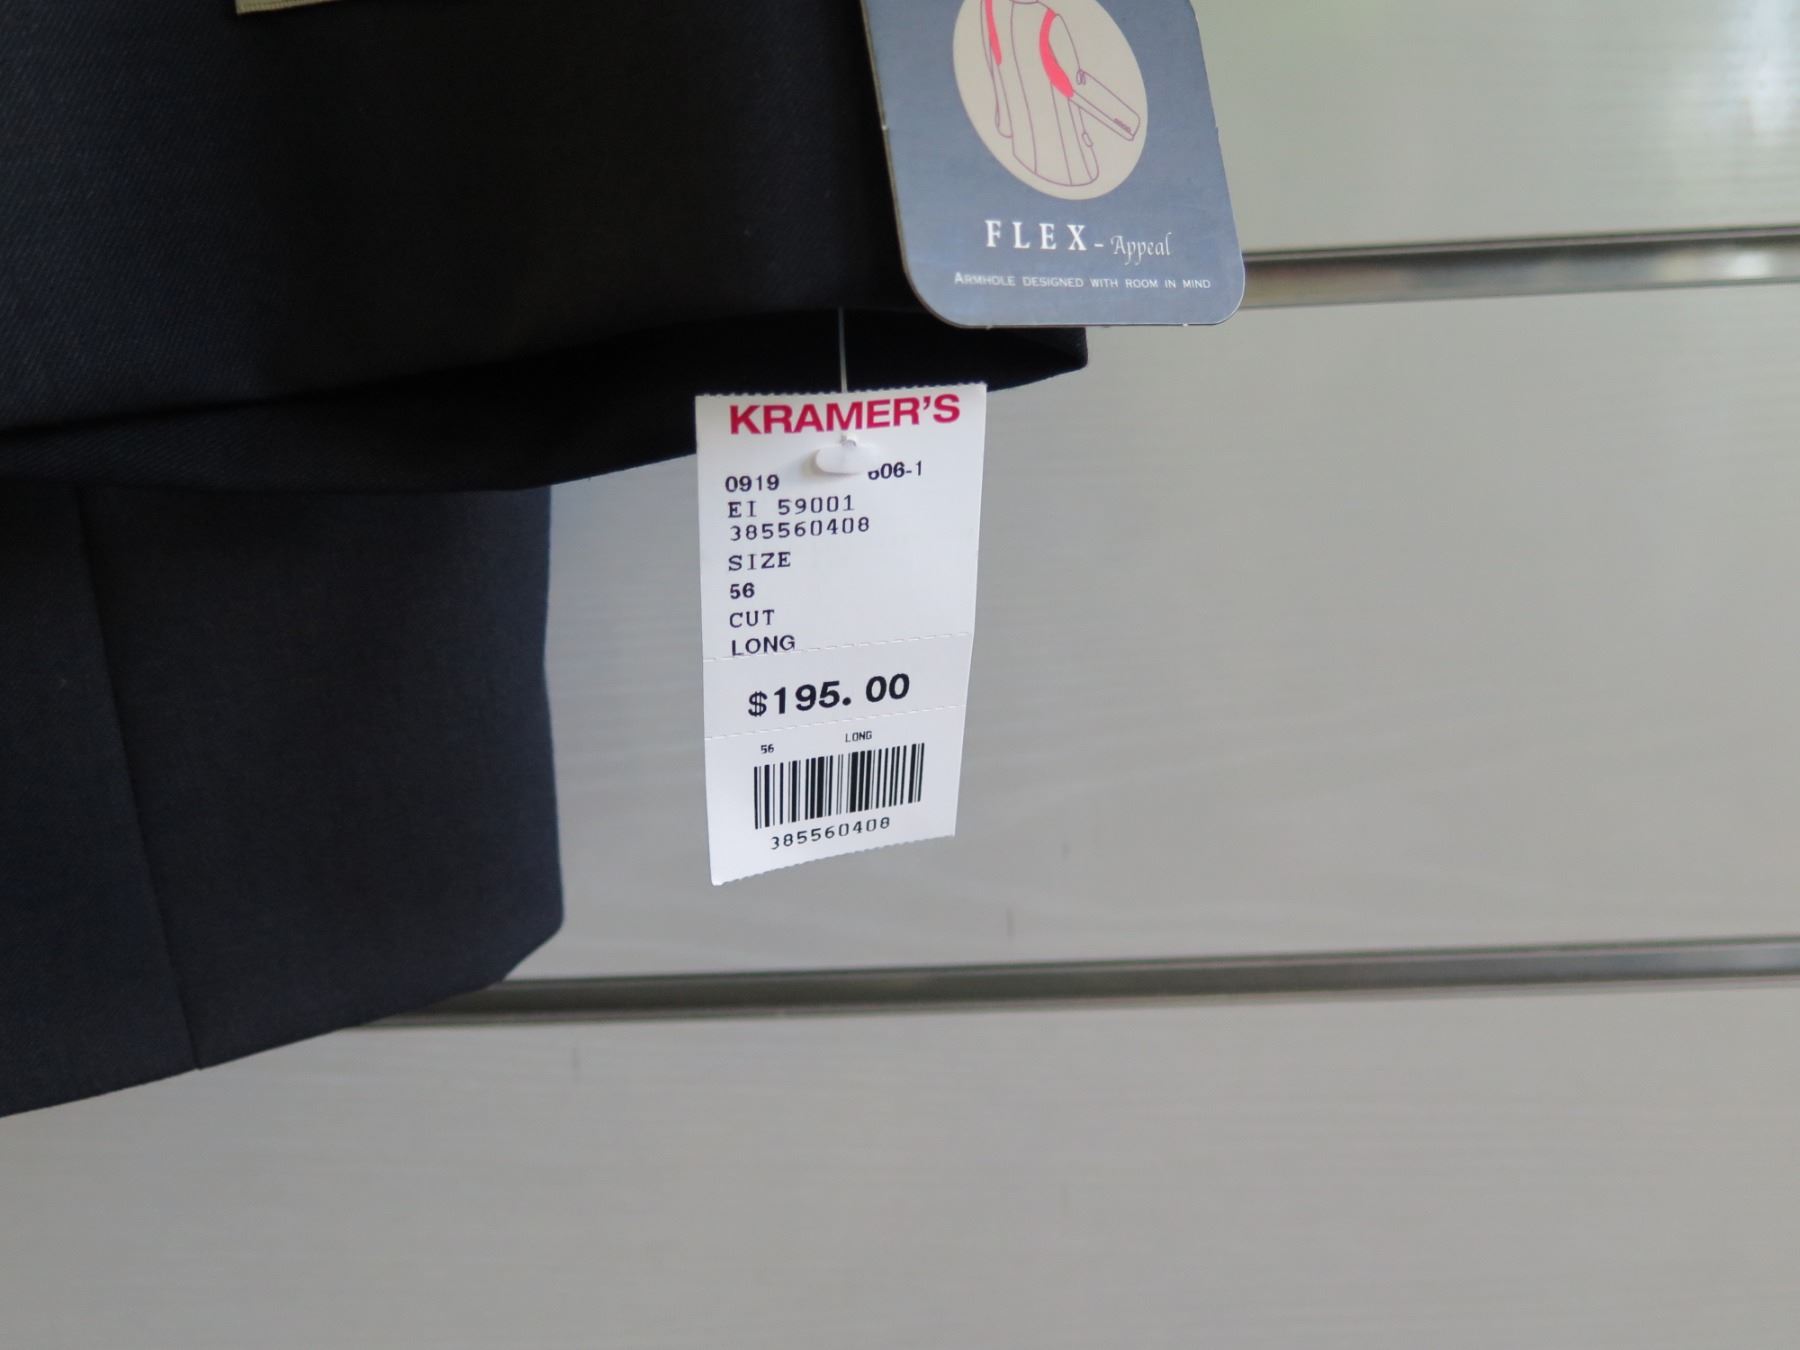 FLEX - Appeal
ARMHOLE DESIGNED WITH ROOM IN MIND
KRAMER'S
0919 606-1
EI 59001
385560408
SIZE
56
CUT
LONG
$195.00
56 LONG
385560408